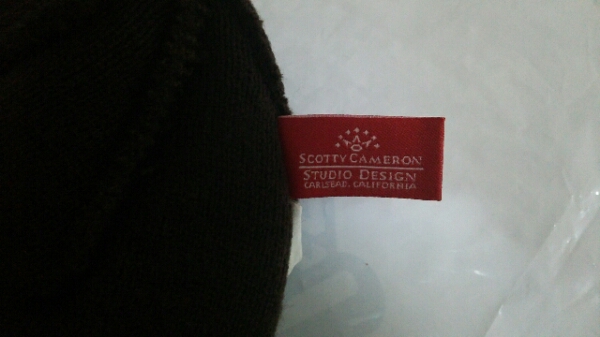 SCOTTY CAMERON
STUDIO DESIGN
CARLSBAD, CALIFORNIA